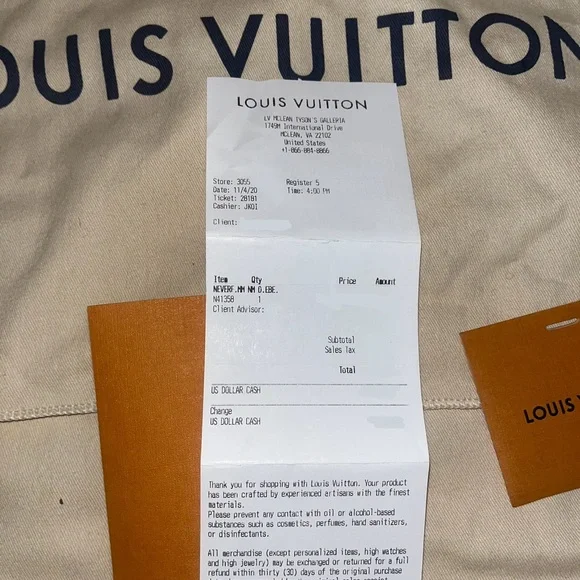 OUIS VUITTON
LOUIS VUITTON
LV MCLEAN TYSON'S GALLERIA
1749M International Drive
MCLEAN, VA 22102
United States
+1-866-884-8866
Store: 3055 Register 5
Date: 11/4/20 Time: 4:00 PM
Ticket: 28181
Cashier: JKQI
Client:
Item Qty Price Amount
NEVERF.MM NM D.EBE.
N41358 1
Client Advisor:
Subtotal
Sales Tax
Total
US DOLLAR CASH
Change
US DOLLAR CASH
LOUIS V
Thank you for shopping with Louis Vuitton. Your product
has been crafted by experienced artisans with the finest
materials.
Please prevent any contact with oil or alcohol-based
substances such as cosmetics, perfumes, hand sanitizers,
or disinfectants.
All merchandise (except personalized items, high watches
and high jewelry) may be exchanged or returned for a full
refund within thirty (30) days of the original purchase